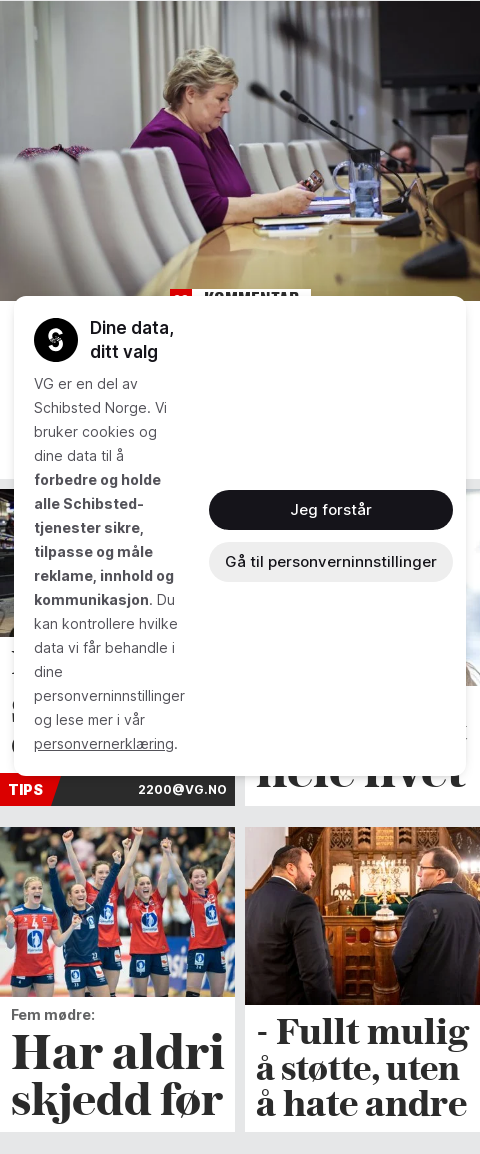 KOMMENTAR
Dine data,
ditt valg
VG er en del av
Schibsted Norge. Vi
bruker cookies og
dine data til å
forbedre og holde
alle Schibsted-
tjenester sikre,
tilpasse og måle
reklame, innhold og
kommunikasjon. Du
kan kontrollere hvilke
data vi får behandle i
dine
personverninnstillinger
og lese mer i vår
personvernerklæring.
Jeg forstår
Gå til personverninnstillinger
hele livet
TIPS
2200@VG.NO
Fem mødre:
Har aldri
skjedd før
- Fullt mulig
å støtte, uten
å hate andre